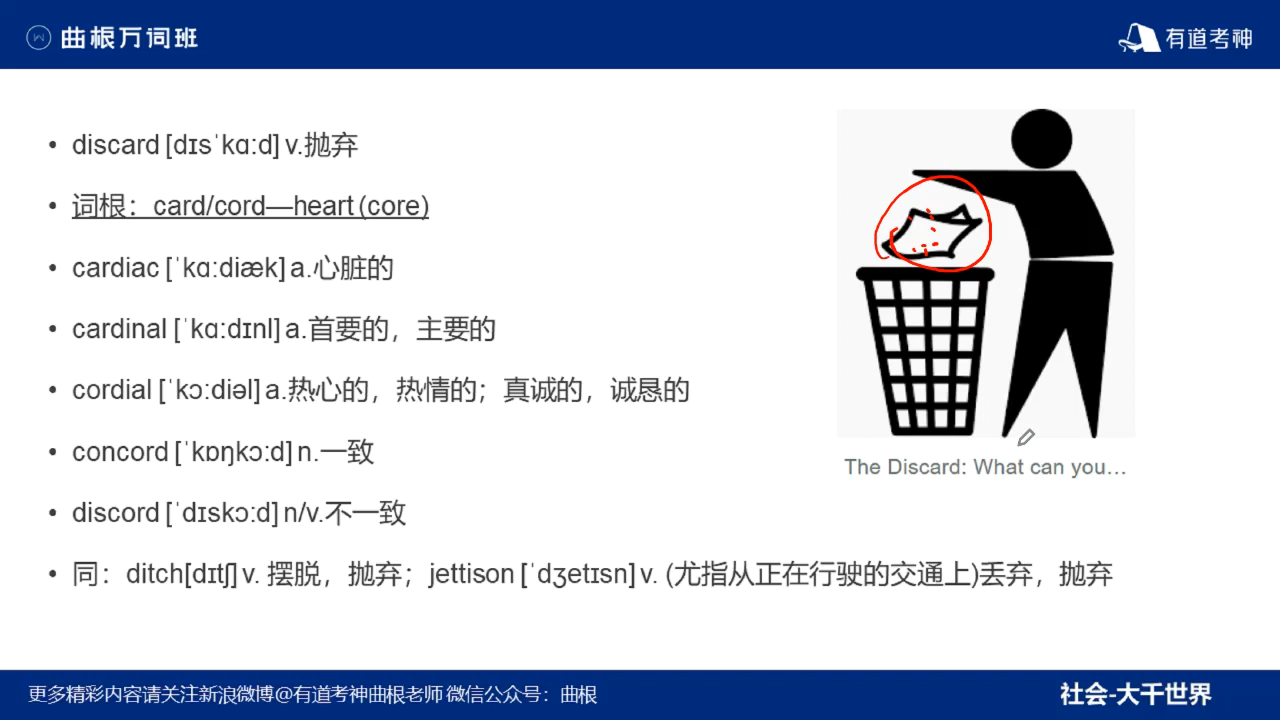 曲根万词班
有道考神
discard [dɪsˈkɑːd] v.抛弃
词根：card/cord—heart (core)
cardiac [ˈkɑːdiæk] a.心脏的
cardinal [ˈkɑːdɪnl] a.首要的，主要的
cordial [ˈkɔːdiəl] a.热心的，热情的；真诚的，诚恳的
concord [ˈkɒŋkɔːd] n.一致
discord [ˈdɪskɔːd] n/v.不一致
同：ditch[dɪtʃ] v. 摆脱，抛弃；jettison [ˈdʒetɪsn] v. (尤指从正在行驶的交通上)丢弃，抛弃
The Discard: What can you…
更多精彩内容请关注新浪微博@有道考神曲根老师 微信公众号：曲根
社会-大千世界